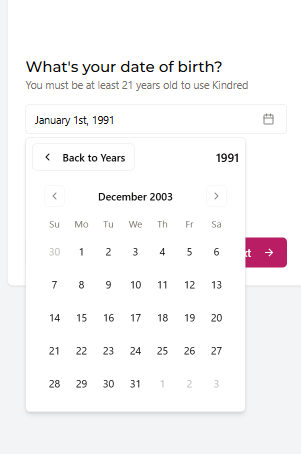 What's your date of birth?
You must be at least 21 years old to use Kindred
January 1st, 1991
Back to Years 1991
December 2003
Su Mo Tu We Th Fr Sa
30 1 2 3 4 5 6
7 8 9 10 11 12 13
14 15 16 17 18 19 20
21 22 23 24 25 26 27
28 29 30 31 1 2 3